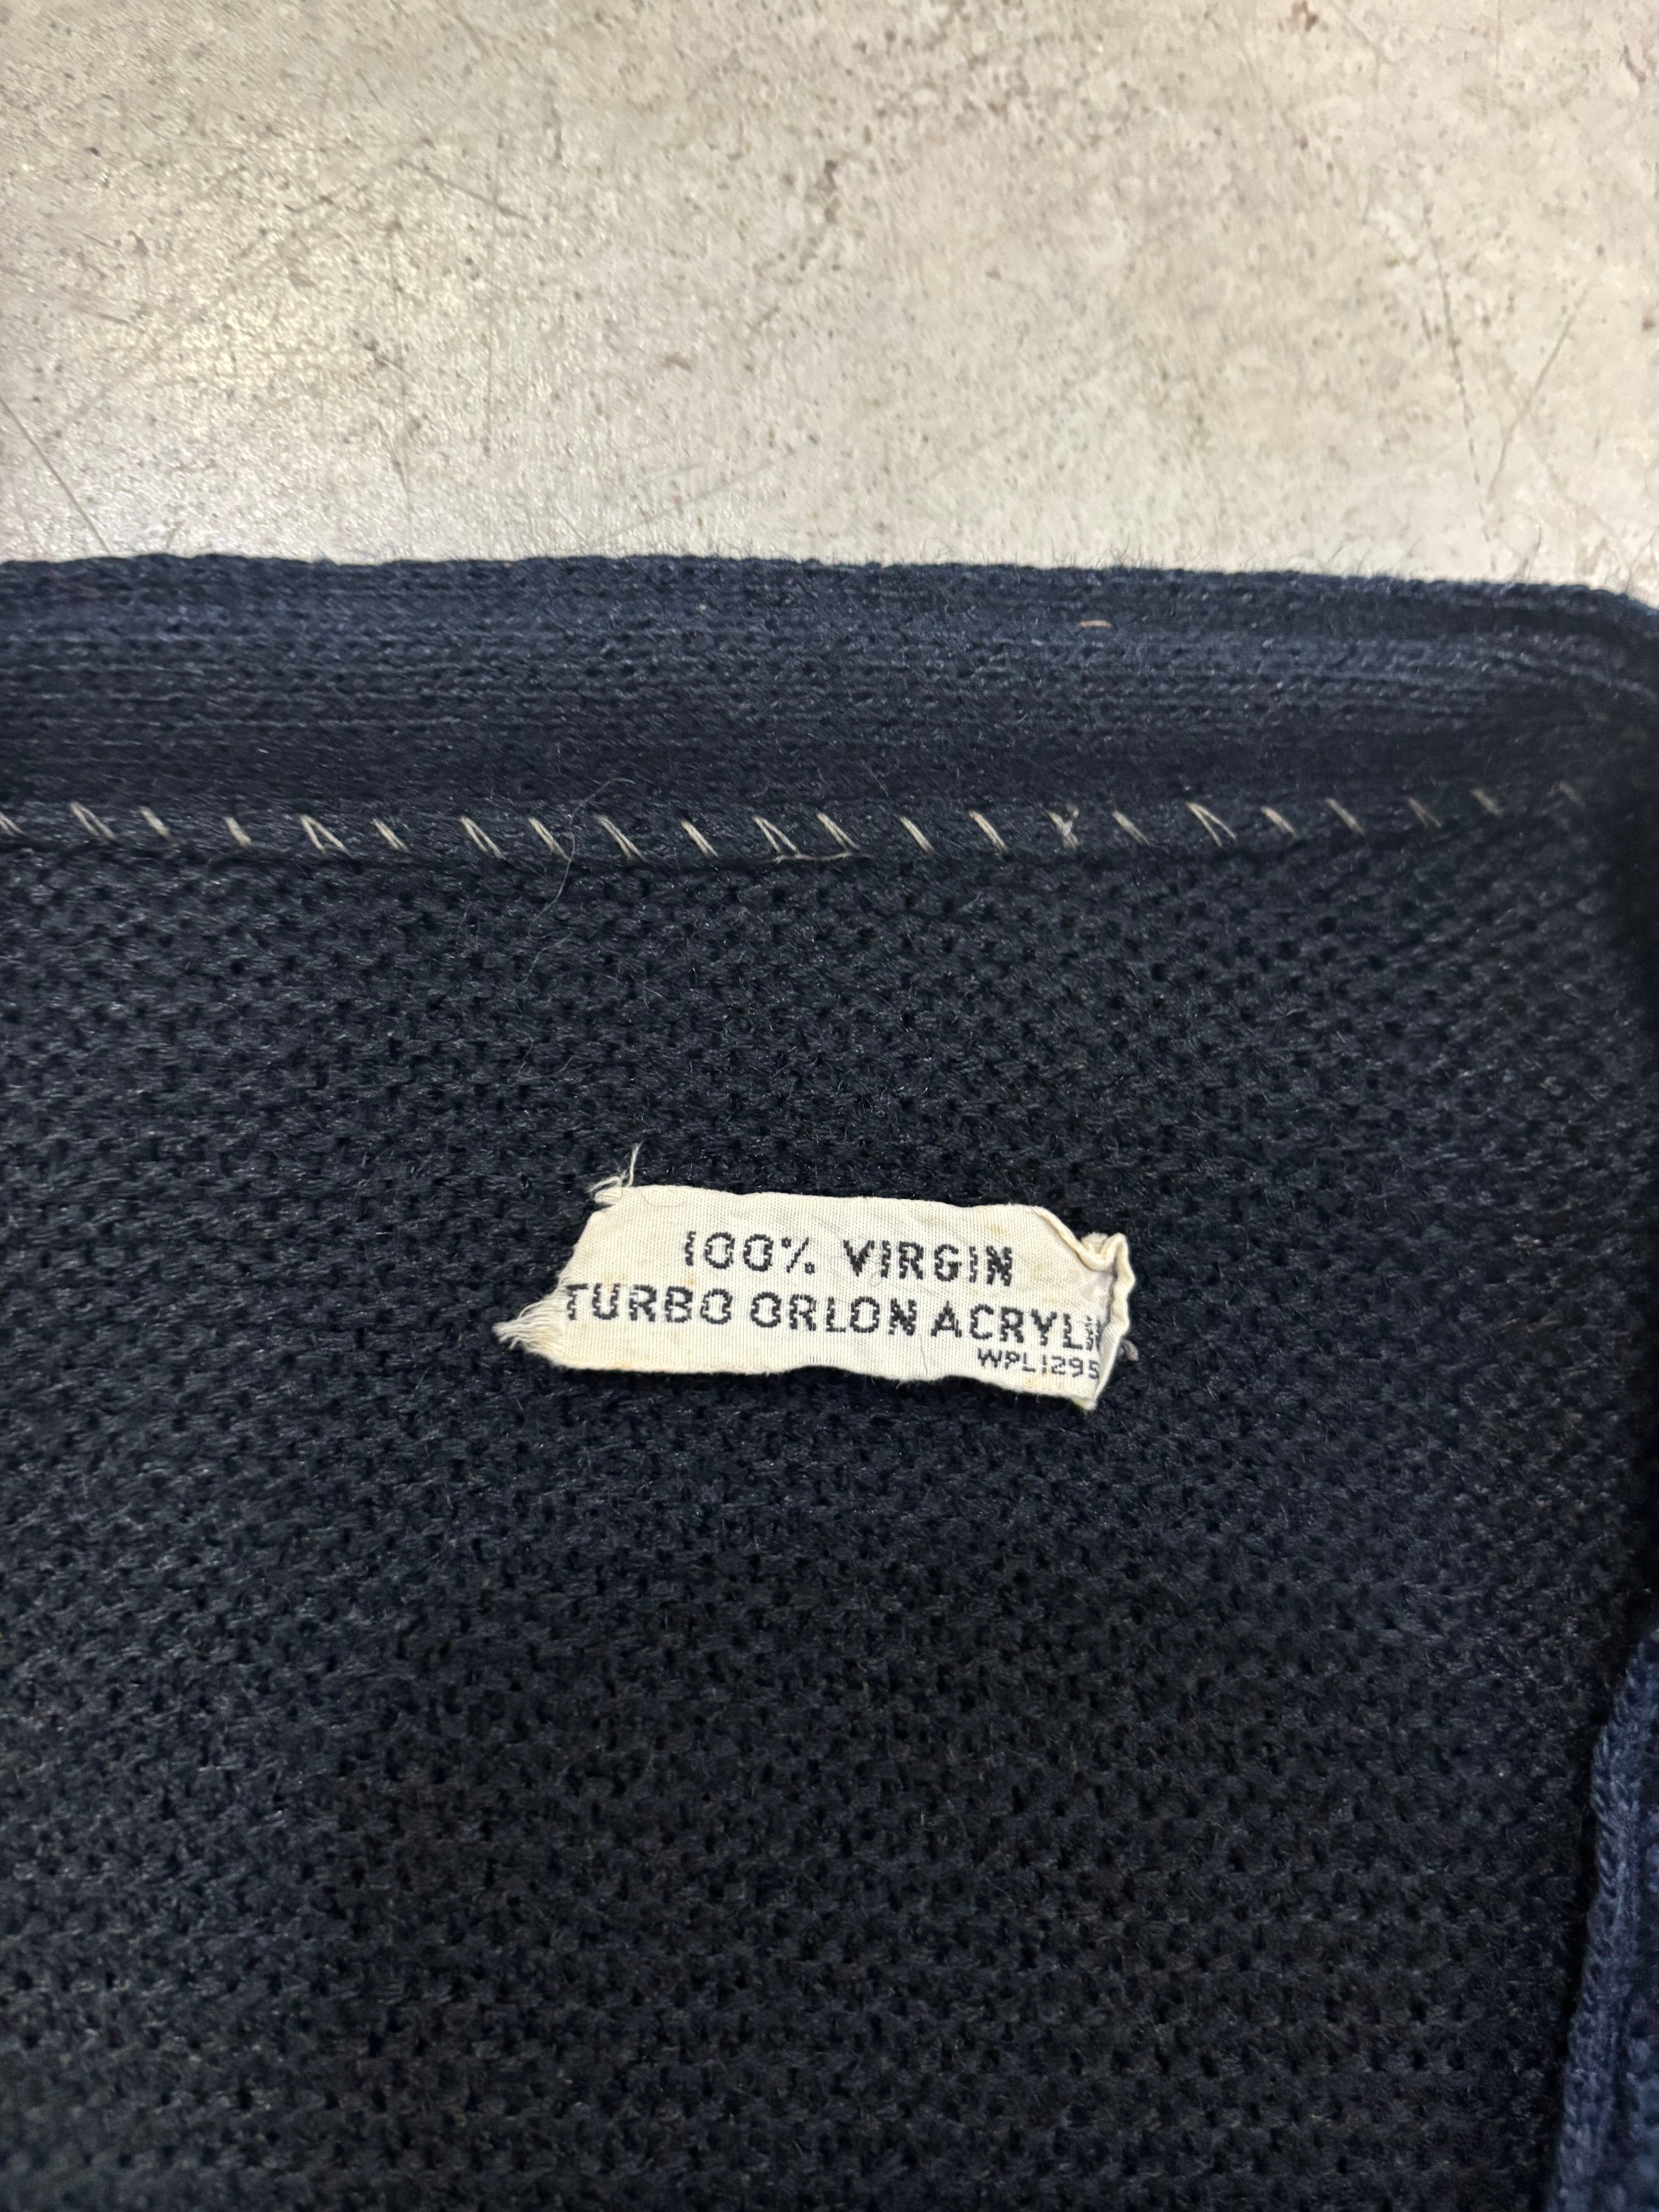 100% VIRGIN
TURBO ORLON ACRYLIC
WPL1295